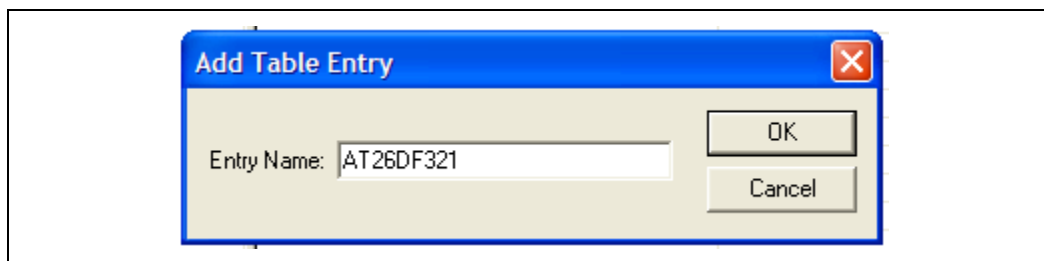 Add Table Entry
Entry Name: AT26DF321
OK
Cancel